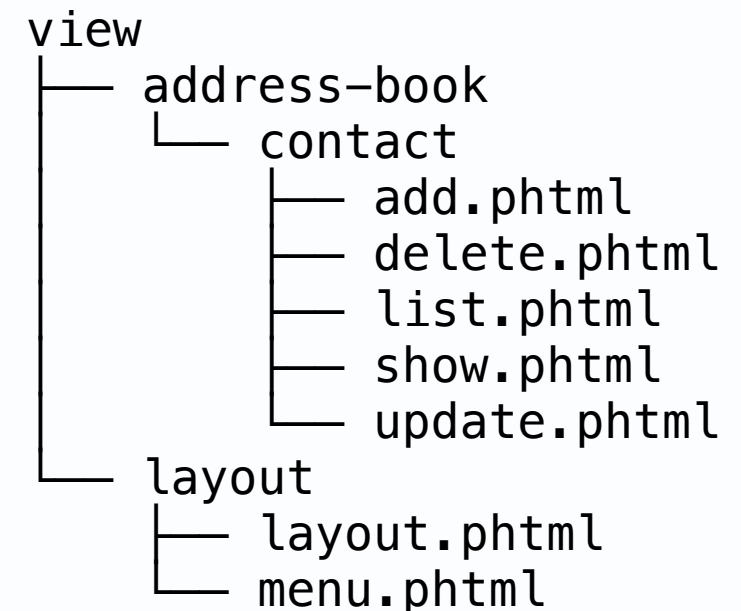 view
├── address-book
│   └── contact
│       ├── add.phtml
│       ├── delete.phtml
│       ├── list.phtml
│       ├── show.phtml
│       └── update.phtml
└── layout
    ├── layout.phtml
    └── menu.phtml